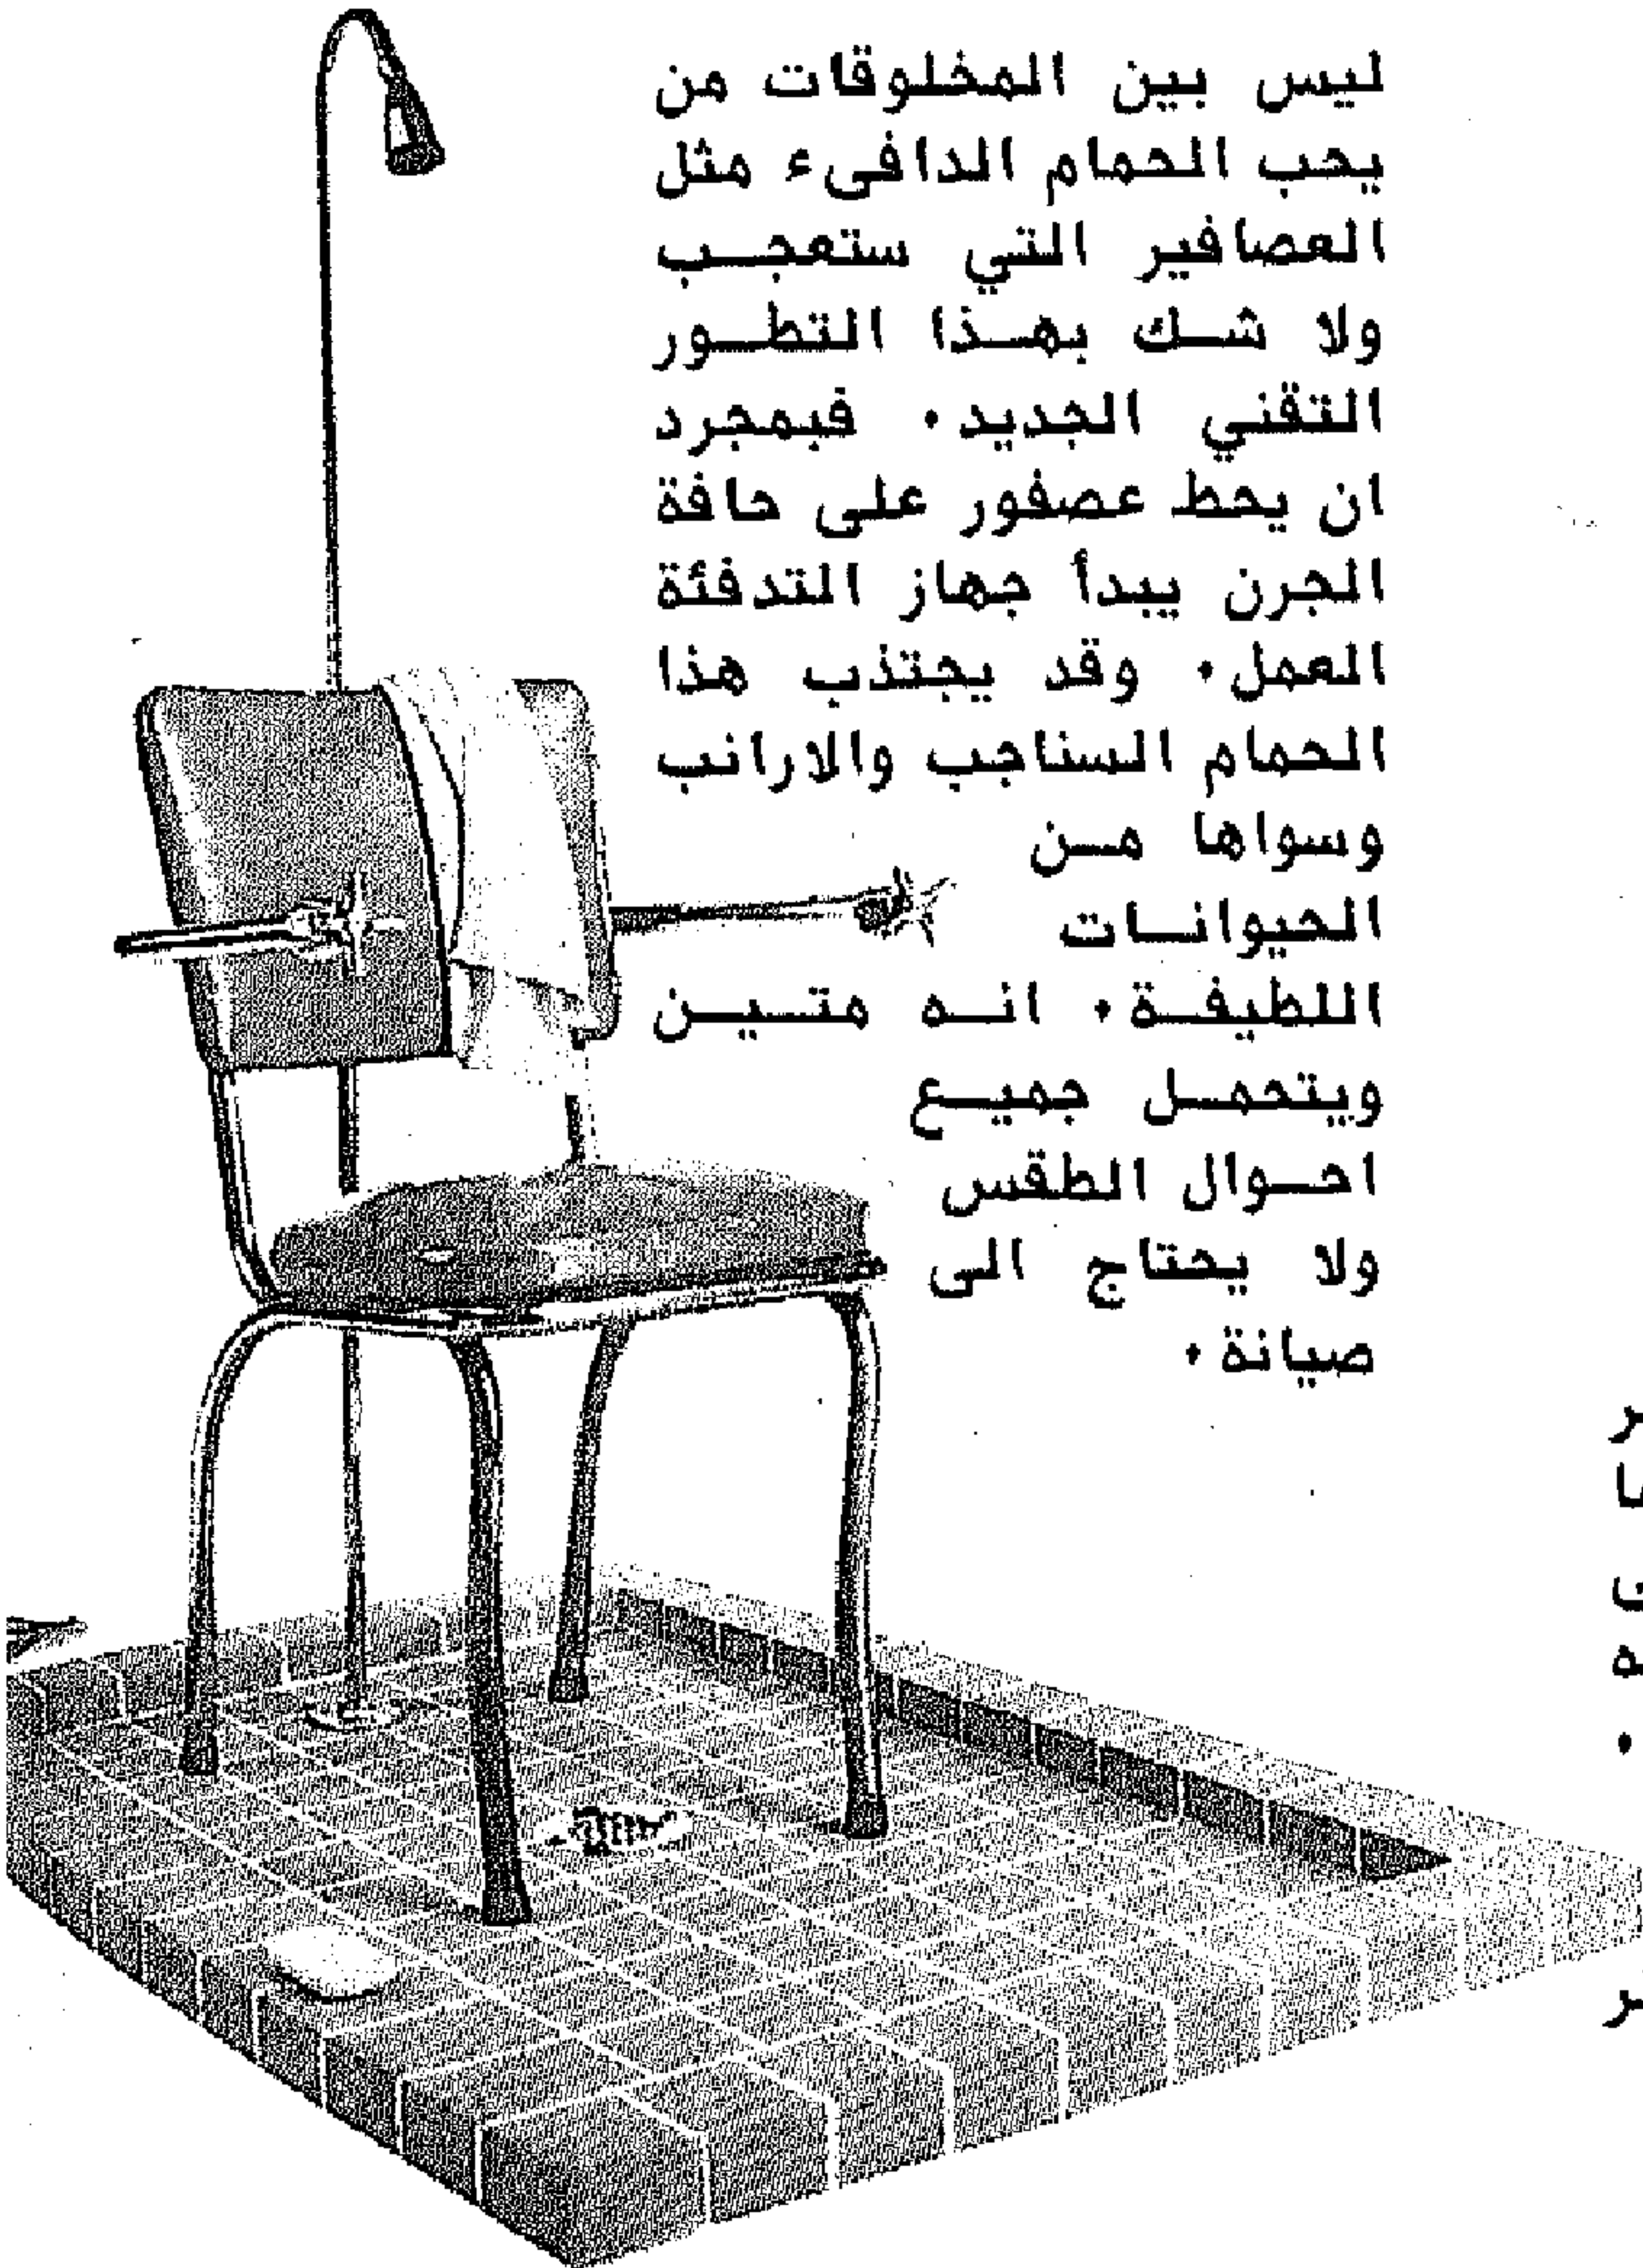 ليس بين المخلوقات من
يحب الحمام الدافىء مثل
العصافير التي ستعجب
ولا شك بهذا التطور
التقني الجديد. فبمجرد
ان يحط عصفور على حافة
الجرن يبدأ جهاز التدفئة
العمل. وقد يجتذب هذا
الحمام السناجب والارانب
وسواها من
الحيوانات
اللطيفة. انه متين
ويتحمل جميع
احوال الطقس
ولا يحتاج الى
صيانة.